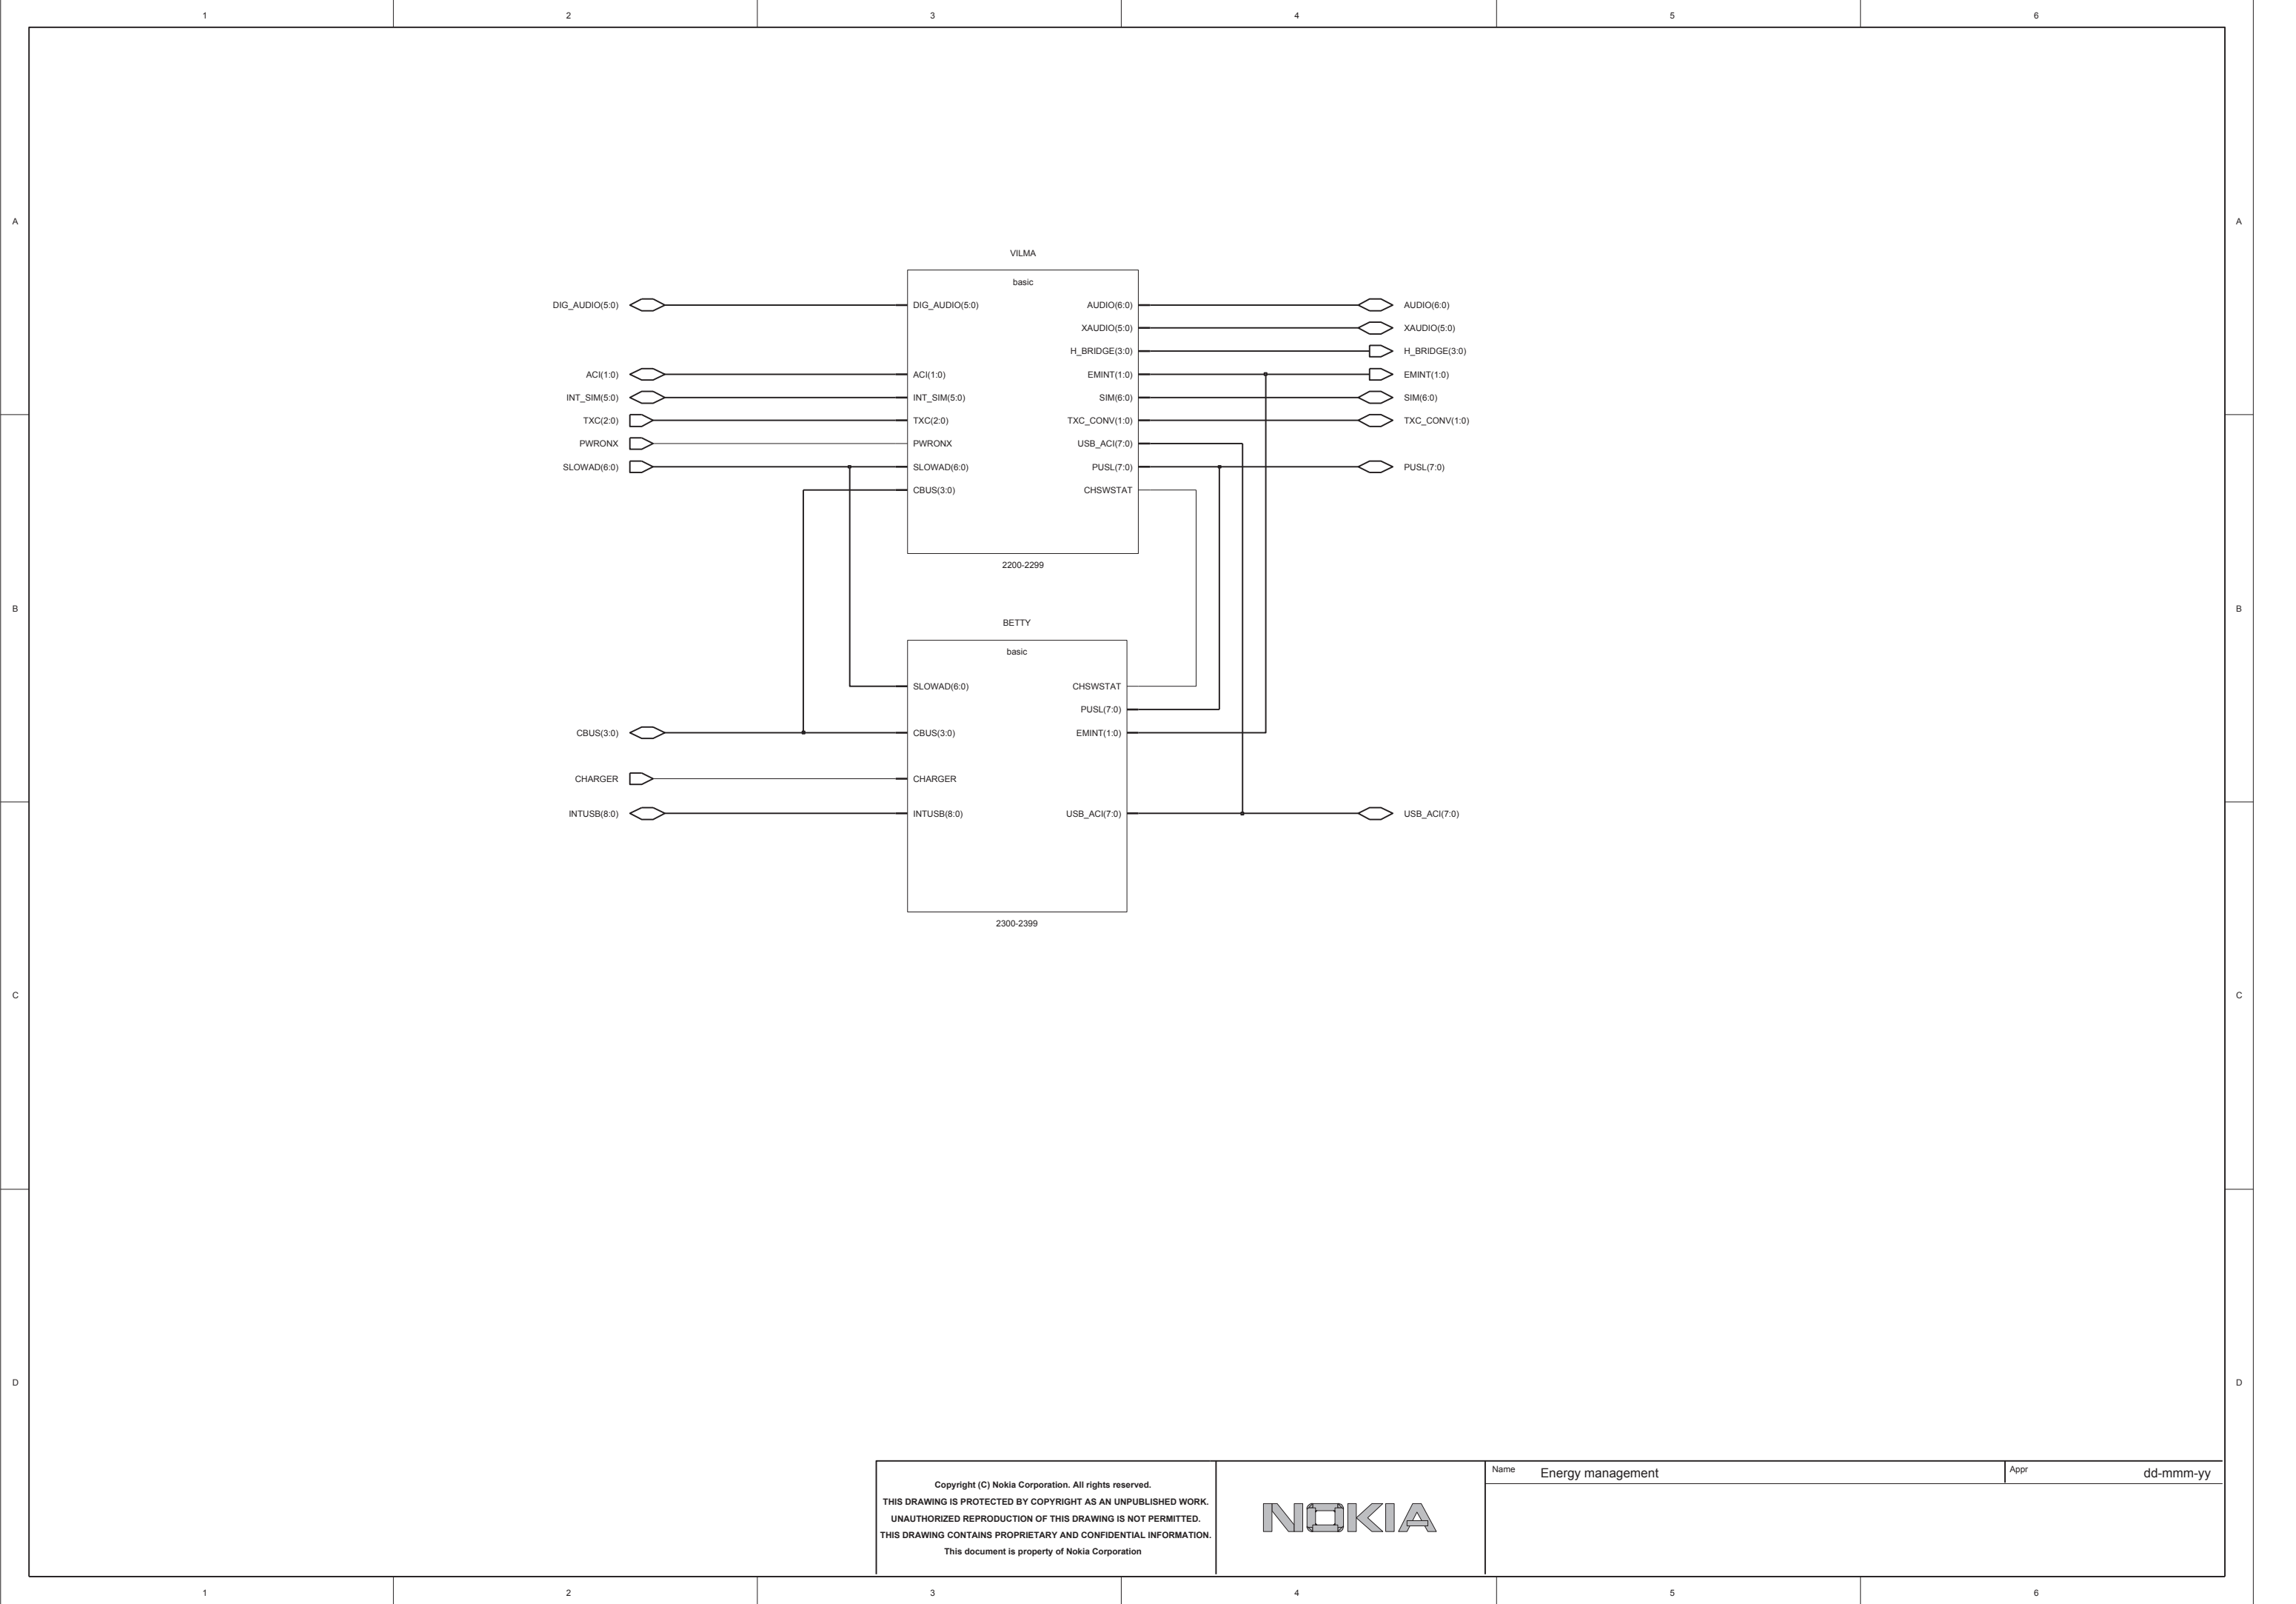 1 2 3 4 5 6
A A
VILMA
basic
DIG_AUDIO(5:0) DIG_AUDIO(5:0) AUDIO(6:0) AUDIO(6:0)
XAUDIO(5:0) XAUDIO(5:0)
H_BRIDGE(3:0) H_BRIDGE(3:0)
ACI(1:0) ACI(1:0) EMINT(1:0) EMINT(1:0)
INT_SIM(5:0) INT_SIM(5:0) SIM(6:0) SIM(6:0)
TXC(2:0) TXC(2:0) TXC_CONV(1:0) TXC_CONV(1:0)
PWRONX PWRONX USB_ACI(7:0)
SLOWAD(6:0) SLOWAD(6:0) PUSL(7:0) PUSL(7:0)
CBUS(3:0) CHSWSTAT
2200-2299
B B
BETTY
basic
SLOWAD(6:0) CHSWSTAT
PUSL(7:0)
CBUS(3:0) CBUS(3:0) EMINT(1:0)
CHARGER CHARGER
INTUSB(8:0) INTUSB(8:0) USB_ACI(7:0) USB_ACI(7:0)
2300-2399
C C
D D
Copyright (C) Nokia Corporation. All rights reserved.
THIS DRAWING IS PROTECTED BY COPYRIGHT AS AN UNPUBLISHED WORK.
UNAUTHORIZED REPRODUCTION OF THIS DRAWING IS NOT PERMITTED.
THIS DRAWING CONTAINS PROPRIETARY AND CONFIDENTIAL INFORMATION.
This document is property of Nokia Corporation
NOKIA
Name Energy management Appr dd-mmm-yy
1 2 3 4 5 6